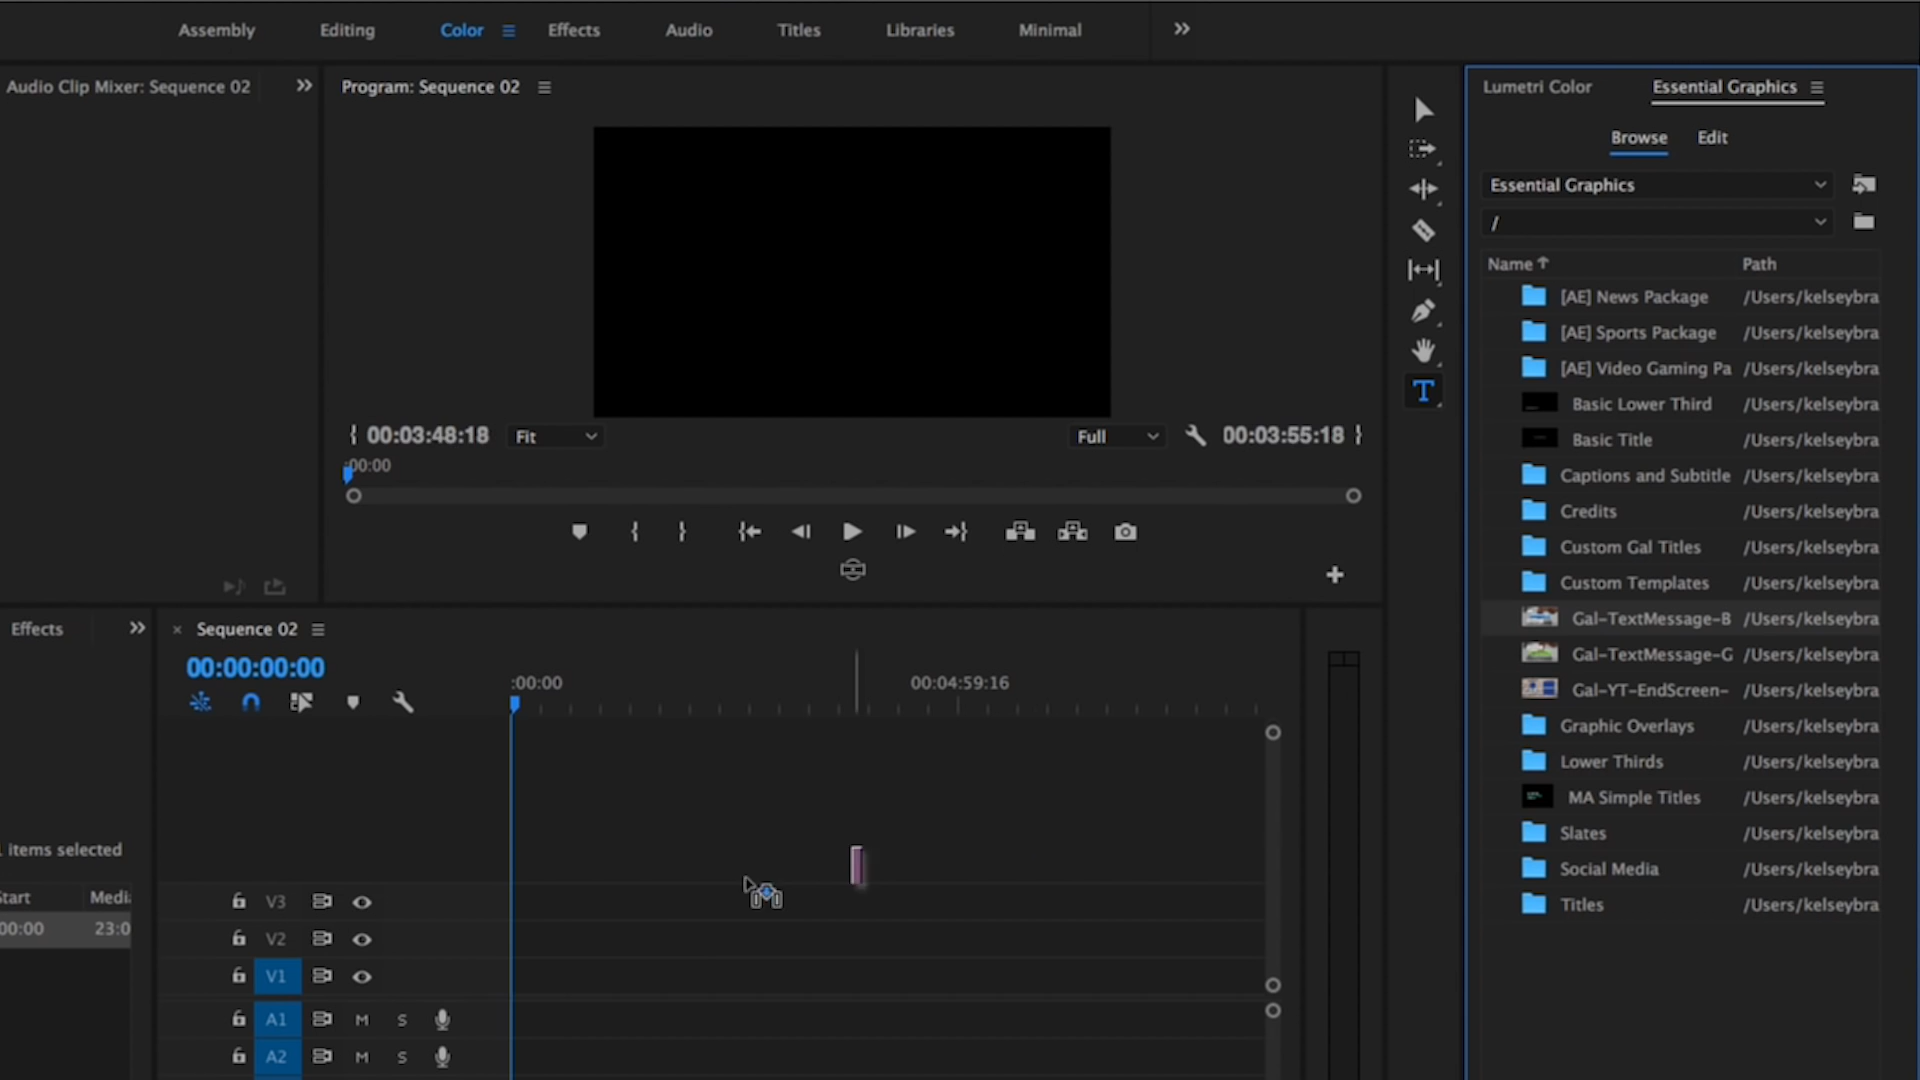 Assembly Editing Color Effects Audio Titles Libraries Minimal
Audio Clip Mixer: Sequence 02
Program: Sequence 02
Lumetri Color Essential Graphics
Browse Edit
Essential Graphics
/
Name Path
[AE] News Package /Users/kelseybra
[AE] Sports Package /Users/kelseybra
[AE] Video Gaming Pa /Users/kelseybra
Basic Lower Third /Users/kelseybra
Basic Title /Users/kelseybra
Captions and Subtitle /Users/kelseybra
Credits /Users/kelseybra
Custom Gal Titles /Users/kelseybra
Custom Templates /Users/kelseybra
Gal-TextMessage-B /Users/kelseybra
Gal-TextMessage-G /Users/kelseybra
Gal-YT-EndScreen- /Users/kelseybra
Graphic Overlays /Users/kelseybra
Lower Thirds /Users/kelseybra
MA Simple Titles /Users/kelseybra
Slates /Users/kelseybra
Social Media /Users/kelseybra
Titles /Users/kelseybra
00:03:48:18 Fit Full 00:03:55:18
:00:00
Effects
Sequence 02
00:00:00:00
:00:00 00:04:59:16
items selected
Start Media
00:00 23:0
V3
V2
V1
A1 M S
A2 M S